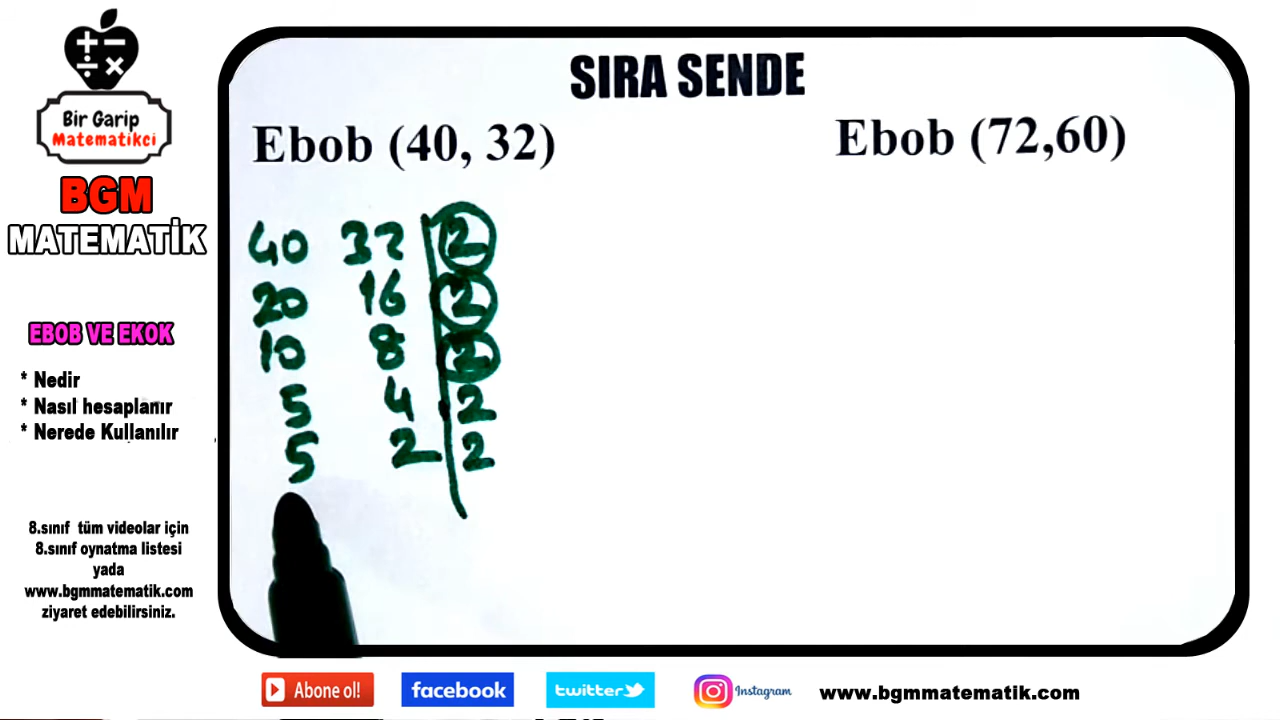 Bir Garip
Matematikci
BGM
MATEMATİK
EBOB VE EKOK
* Nedir
* Nasıl hesaplanır
* Nerede Kullanılır
8.sınıf tüm videolar için
8.sınıf oynatma listesi
yada
www.bgmmatematik.com
ziyaret edebilirsiniz.
SIRA SENDE
Ebob (40, 32)
Ebob (72,60)
40 32 2
20 16 2
10 8 2
5 4 2
5 2 2
Abone ol!
facebook
twitter
Instagram
www.bgmmatematik.com